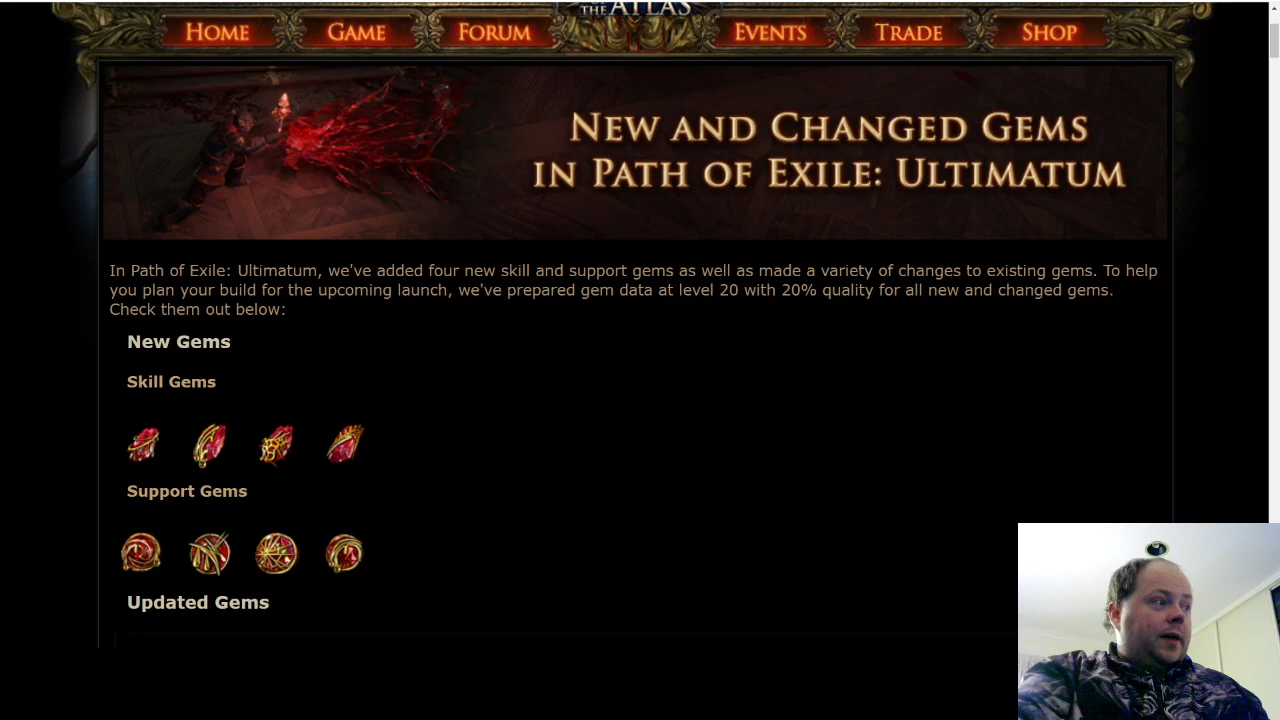 THE ATLAS
HOME GAME FORUM EVENTS TRADE SHOP
NEW AND CHANGED GEMS
IN PATH OF EXILE: ULTIMATUM
In Path of Exile: Ultimatum, we've added four new skill and support gems as well as made a variety of changes to existing gems. To help
you plan your build for the upcoming launch, we've prepared gem data at level 20 with 20% quality for all new and changed gems.
Check them out below:
New Gems
Skill Gems
Support Gems
Updated Gems